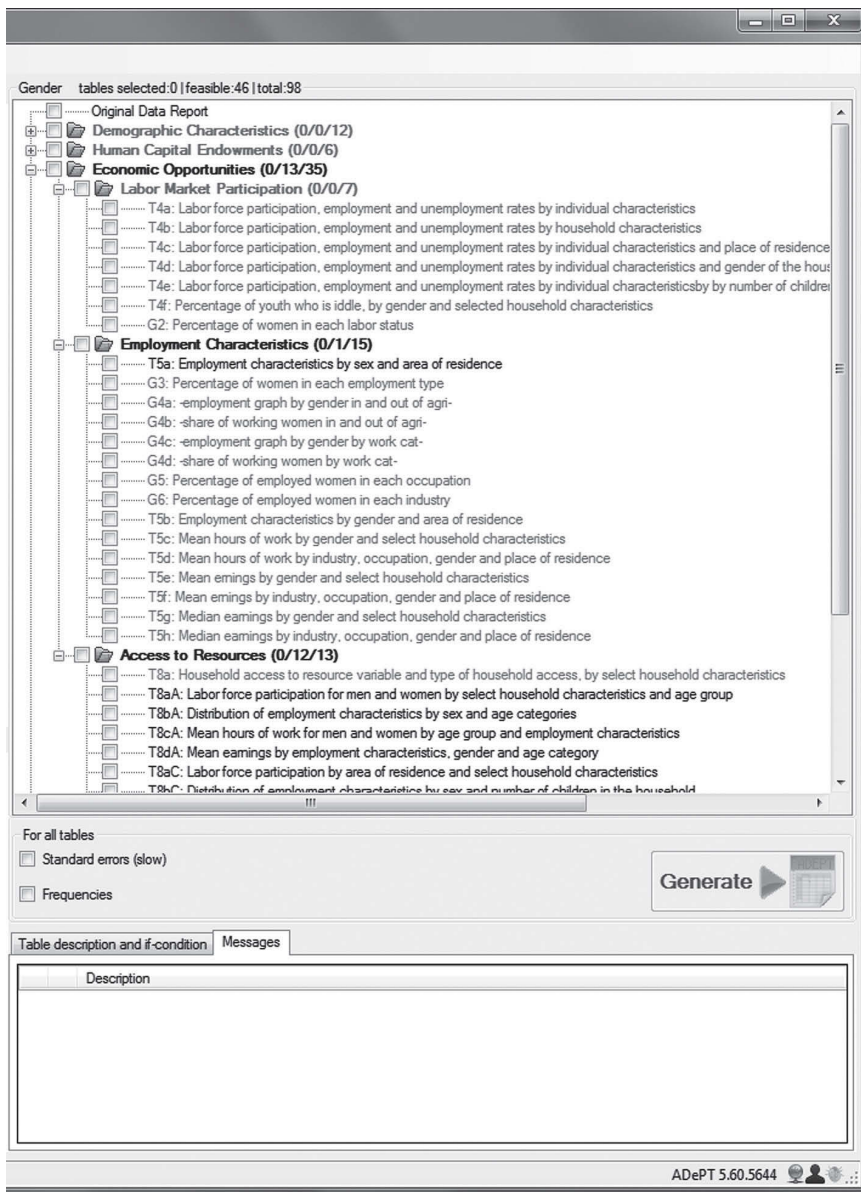 Gender tables selected:0 | feasible:46 | total:98
Original Data Report
Demographic Characteristics (0/0/12)
Human Capital Endowments (0/0/6)
Economic Opportunities (0/13/35)
Labor Market Participation (0/0/7)
T4a: Labor force participation, employment and unemployment rates by individual characteristics
T4b: Labor force participation, employment and unemployment rates by household characteristics
T4c: Labor force participation, employment and unemployment rates by individual characteristics and place of residence
T4d: Labor force participation, employment and unemployment rates by individual characteristics and gender of the hous
T4e: Labor force participation, employment and unemployment rates by individual characteristicsby by number of childre
T4f: Percentage of youth who is iddle, by gender and selected household characteristics
G2: Percentage of women in each labor status
Employment Characteristics (0/1/15)
T5a: Employment characteristics by sex and area of residence
G3: Percentage of women in each employment type
G4a: -employment graph by gender in and out of agri-
G4b: -share of working women in and out of agri-
G4c: -employment graph by gender by work cat-
G4d: -share of working women by work cat-
G5: Percentage of employed women in each occupation
G6: Percentage of employed women in each industry
T5b: Employment characteristics by gender and area of residence
T5c: Mean hours of work by gender and select household characteristics
T5d: Mean hours of work by industry, occupation, gender and place of residence
T5e: Mean ernings by gender and select household characteristics
T5f: Mean ernings by industry, occupation, gender and place of residence
T5g: Median earnings by gender and select household characteristics
T5h: Median earnings by industry, occupation, gender and place of residence
Access to Resources (0/12/13)
T8a: Household access to resource variable and type of household access, by select household characteristics
T8aA: Labor force participation for men and women by select household characteristics and age group
T8bA: Distribution of employment characteristics by sex and age categories
T8cA: Mean hours of work for men and women by age group and employment characteristics
T8dA: Mean earnings by employment characteristics, gender and age category
T8aC: Labor force participation by area of residence and select household characteristics
T8bC: Distribution of employment characteristics by sex and number of children in the household
For all tables
Standard errors (slow)
Frequencies
ADEPT
Generate
Table description and if-condition Messages
Description
ADePT 5.60.5644